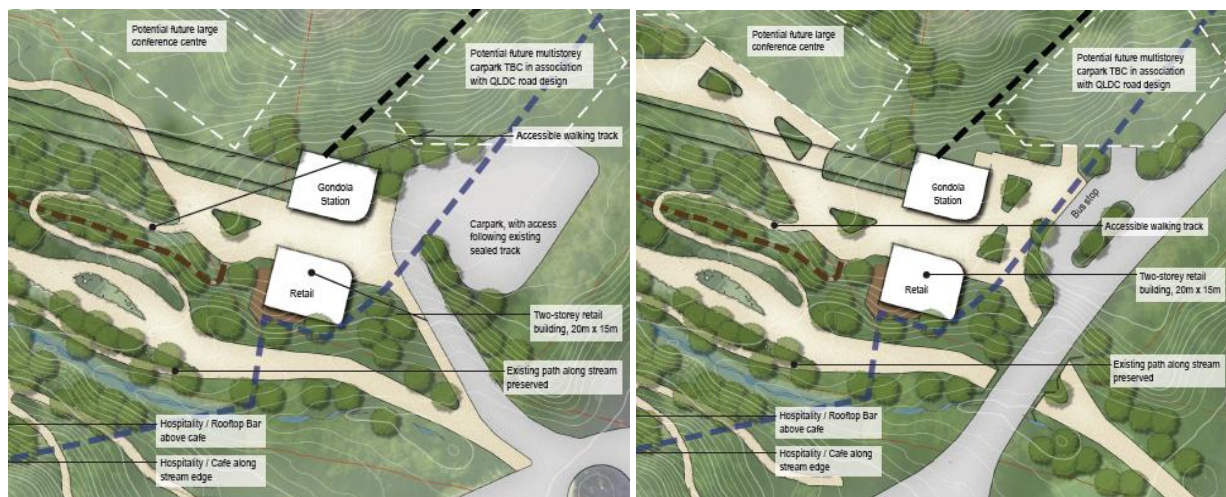 Potential future large
conference centre
Potential future multistorey
carpark TBC in association
with QLDC road design
Accessible walking track
Gondola
Station
Carpark, with access
following existing
sealed track
Retail
Two-storey retail
building, 20m x 15m
Existing path along stream
preserved
Hospitality / Rooftop Bar
above cafe
Hospitality / Cafe along
stream edge
Potential future large
conference centre
Potential future multistorey
carpark TBC in association
with QLDC road design
Gondola
Station
Bus stop
Accessible walking track
Retail
Two-storey retail
building, 20m x 15m
Existing path along stream
preserved
Hospitality / Rooftop Bar
above cafe
Hospitality / Cafe along
stream edge